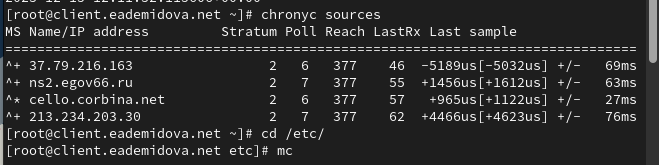 [root@client.eademidova.net ~]# chronyc sources
MS Name/IP address         Stratum Poll Reach LastRx Last sample
===============================================================================
^+ 37.79.216.163                 2   6   377    46  -5189us[-5032us] +/-   69ms
^+ ns2.egov66.ru                 2   7   377    55  +1456us[+1612us] +/-   63ms
^* cello.corbina.net             2   6   377    57   +965us[+1122us] +/-   27ms
^+ 213.234.203.30                2   7   377    62  +4466us[+4623us] +/-   76ms
[root@client.eademidova.net ~]# cd /etc/
[root@client.eademidova.net etc]# mc